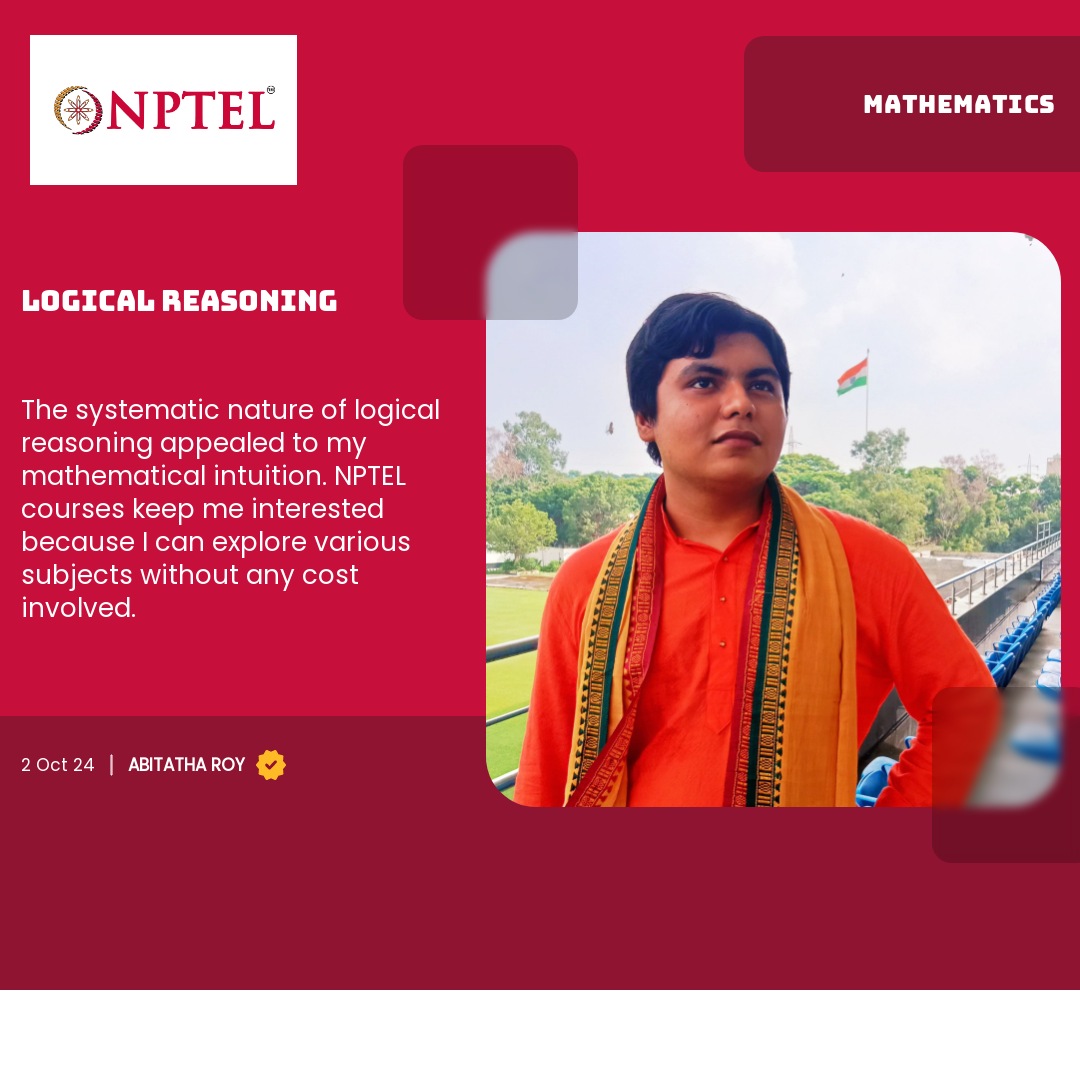 NPTEL
MATHEMATICS
LOGICAL REASONING
The systematic nature of logical
reasoning appealed to my
mathematical intuition. NPTEL
courses keep me interested
because I can explore various
subjects without any cost
involved.
2 Oct 24 | ABITATHA ROY